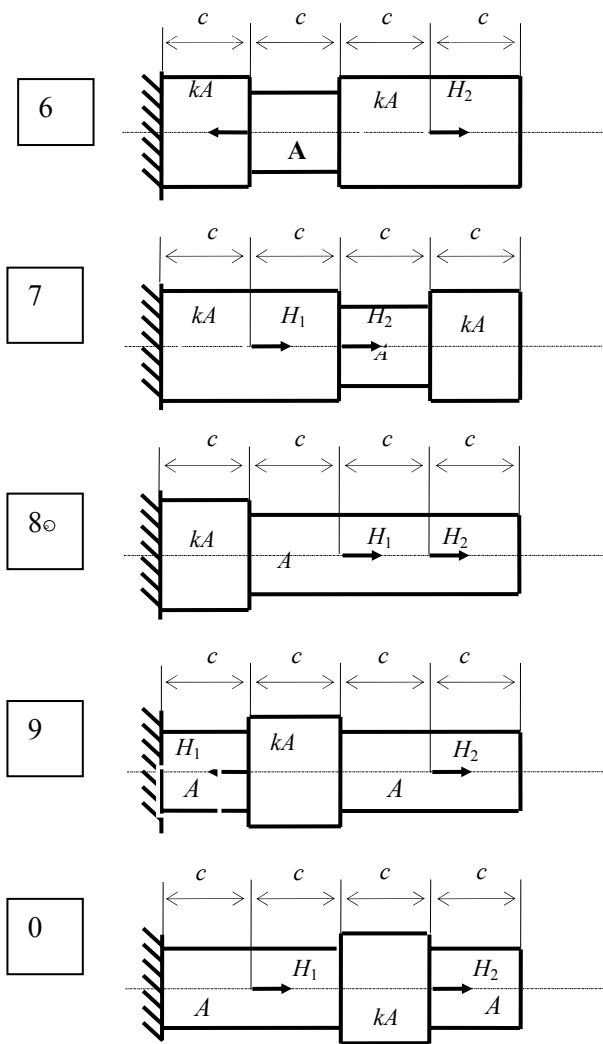 c c c c
6 kA kA H₂
A
c c c c
7 kA H₁ H₂ kA
A
c c c c
8 kA A H₁ H₂
c c c c
9 H₁ kA H₂
A A
c c c c
0 H₁ H₂
A kA A